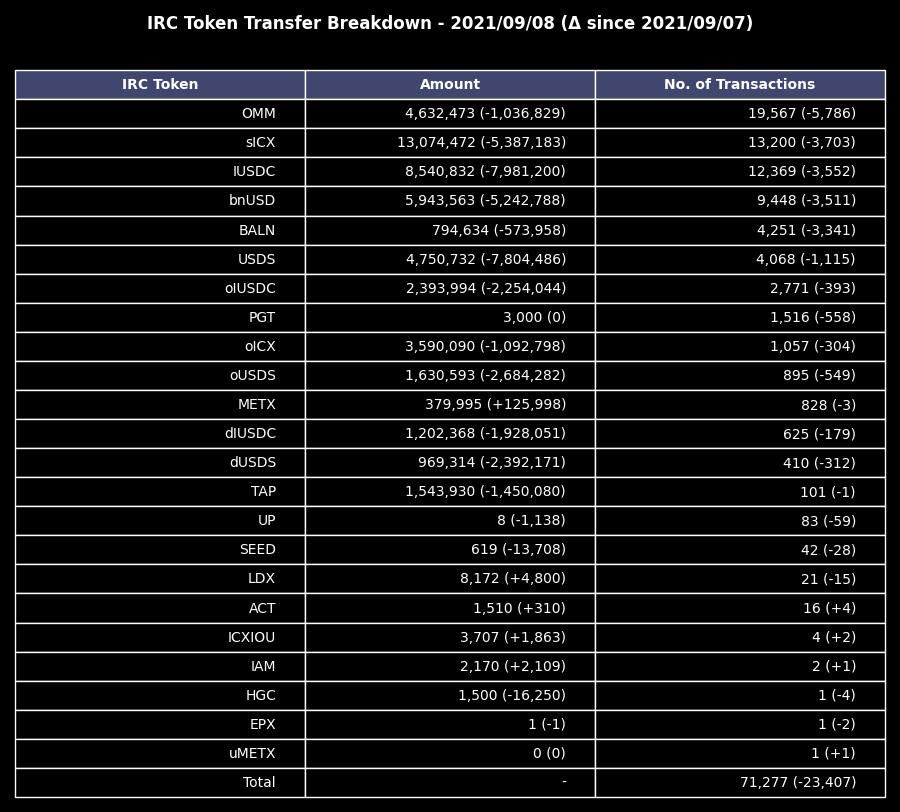 IRC Token Transfer Breakdown - 2021/09/08 (Δ since 2021/09/07)
IRC Token Amount No. of Transactions
OMM 4,632,473 (-1,036,829) 19,567 (-5,786)
sICX 13,074,472 (-5,387,183) 13,200 (-3,703)
IUSDC 8,540,832 (-7,981,200) 12,369 (-3,552)
bnUSD 5,943,563 (-5,242,788) 9,448 (-3,511)
BALN 794,634 (-573,958) 4,251 (-3,341)
USDS 4,750,732 (-7,804,486) 4,068 (-1,115)
oIUSDC 2,393,994 (-2,254,044) 2,771 (-393)
PGT 3,000 (0) 1,516 (-558)
oICX 3,590,090 (-1,092,798) 1,057 (-304)
oUSDS 1,630,593 (-2,684,282) 895 (-549)
METX 379,995 (+125,998) 828 (-3)
dIUSDC 1,202,368 (-1,928,051) 625 (-179)
dUSDS 969,314 (-2,392,171) 410 (-312)
TAP 1,543,930 (-1,450,080) 101 (-1)
UP 8 (-1,138) 83 (-59)
SEED 619 (-13,708) 42 (-28)
LDX 8,172 (+4,800) 21 (-15)
ACT 1,510 (+310) 16 (+4)
ICXIOU 3,707 (+1,863) 4 (+2)
IAM 2,170 (+2,109) 2 (+1)
HGC 1,500 (-16,250) 1 (-4)
EPX 1 (-1) 1 (-2)
uMETX 0 (0) 1 (+1)
Total - 71,277 (-23,407)